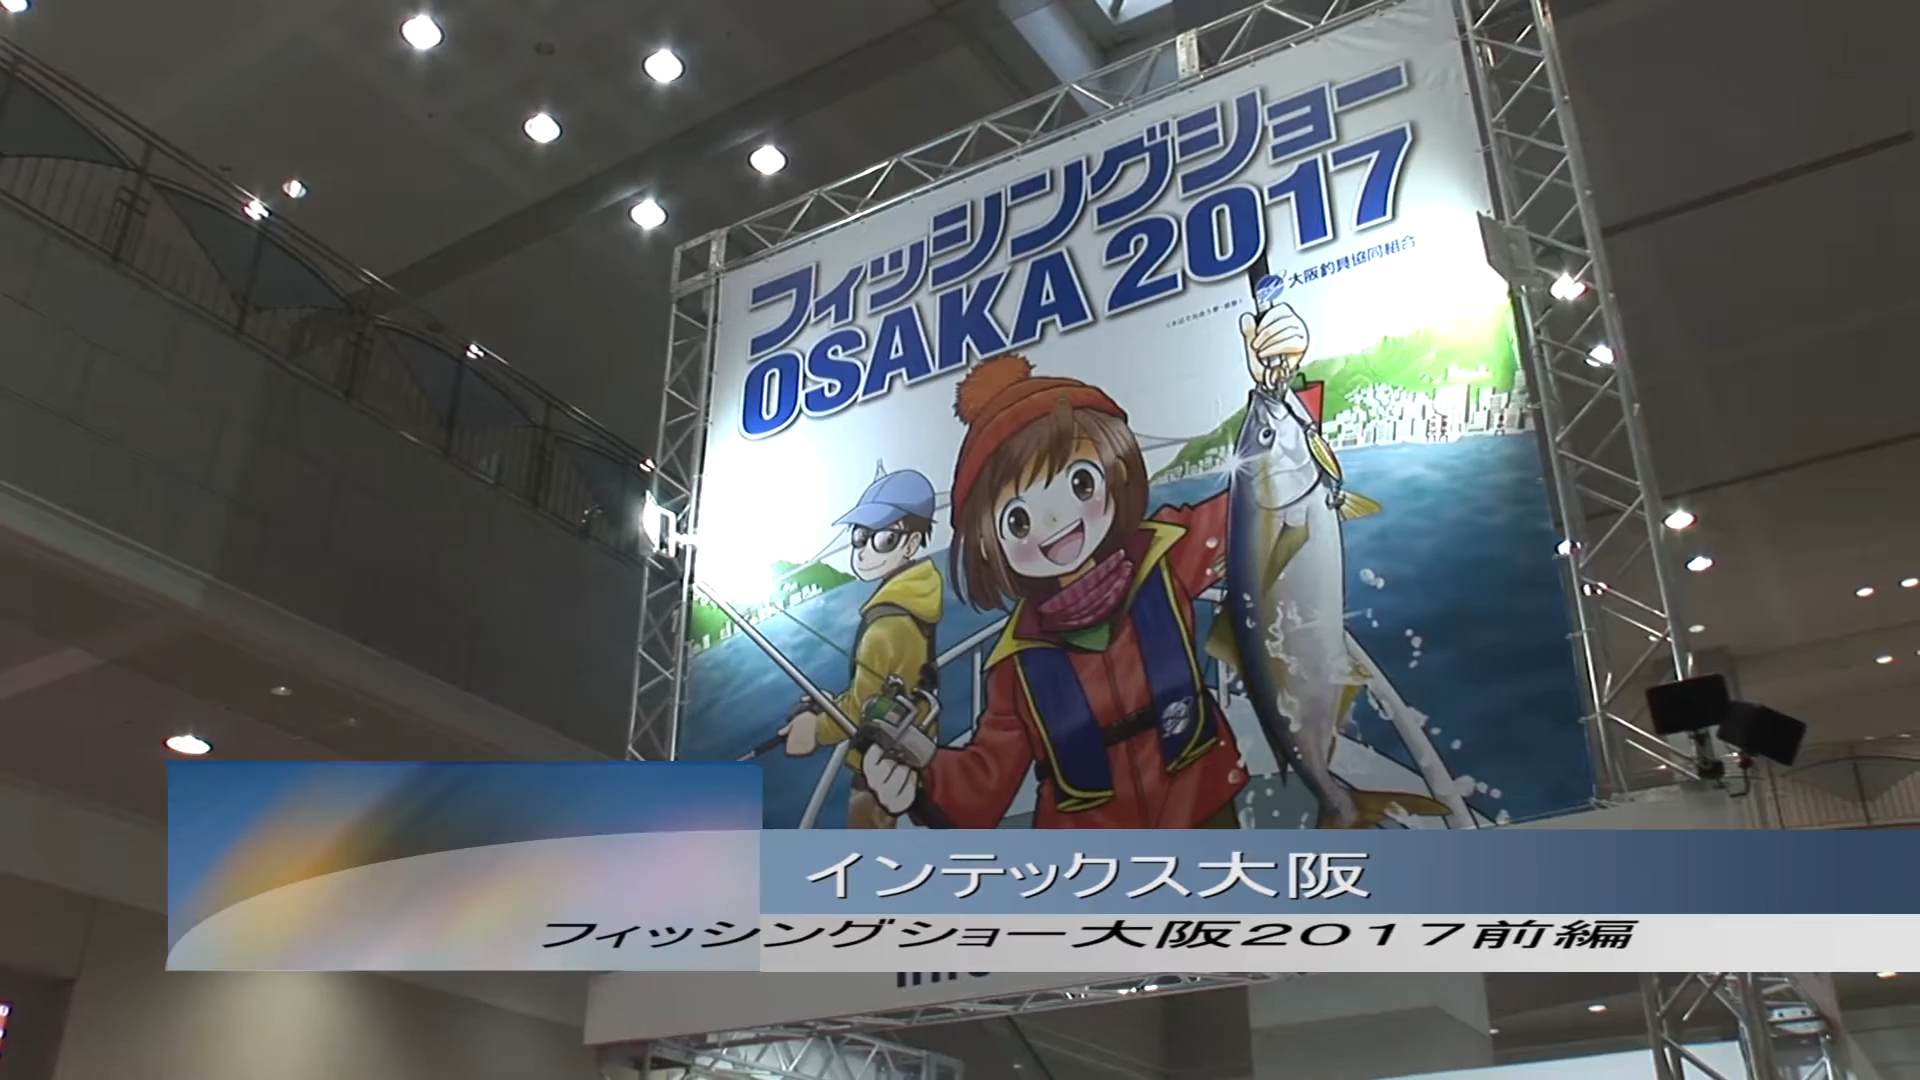 フィッシングショー
OSAKA 2017
大阪釣具協同組合
インテックス大阪
フィッシングショー大阪2017前編